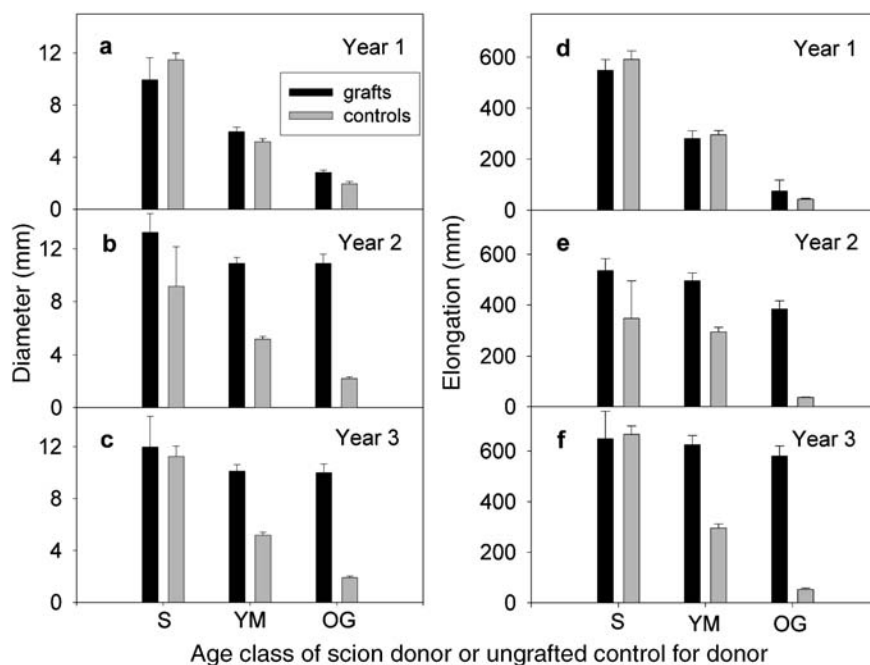 a Year 1
grafts
controls
12
8
4
0
b Year 2
12
8
4
0
c Year 3
12
8
4
0
Diameter (mm)
S YM OG
d Year 1
600
400
200
0
e Year 2
600
400
200
0
f Year 3
600
400
200
0
Elongation (mm)
S YM OG
Age class of scion donor or ungrafted control for donor